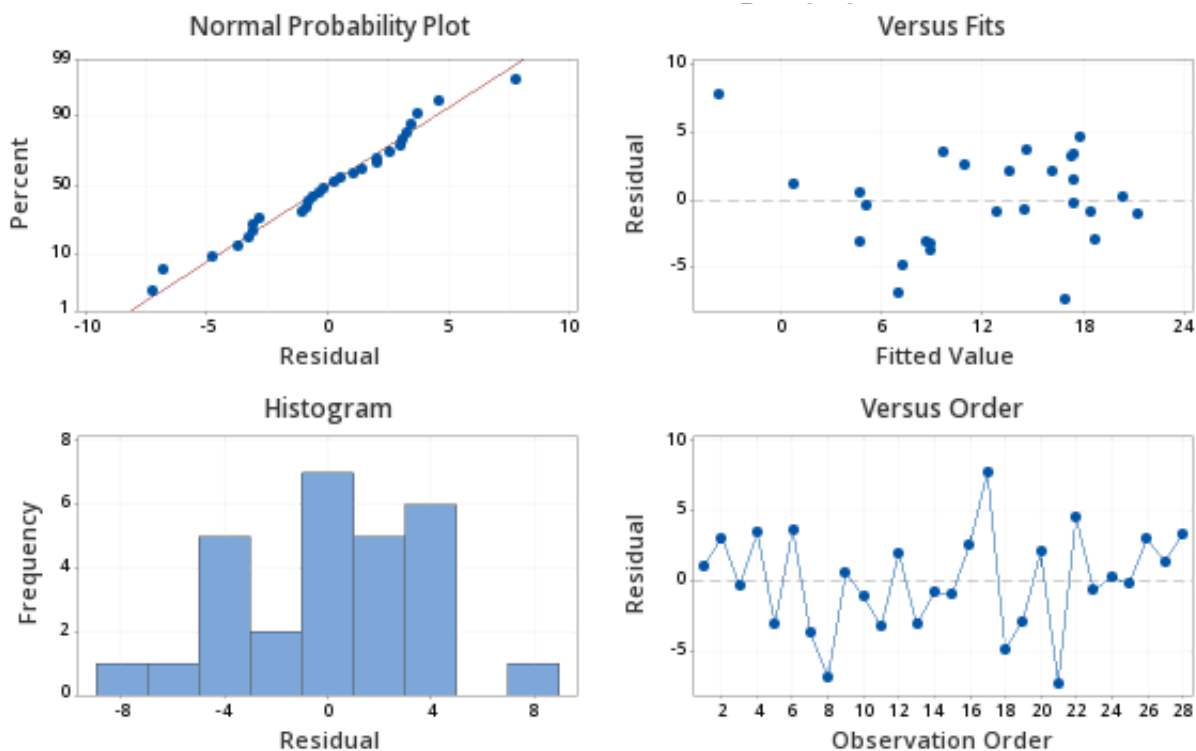 Normal Probability Plot
99
90
50
10
1
Percent
-10 -5 0 5 10
Residual
Versus Fits
10
5
0
-5
Residual
0 6 12 18 24
Fitted Value
Histogram
8
6
4
2
0
Frequency
-8 -4 0 4 8
Residual
Versus Order
10
5
0
-5
Residual
2 4 6 8 10 12 14 16 18 20 22 24 26 28
Observation Order